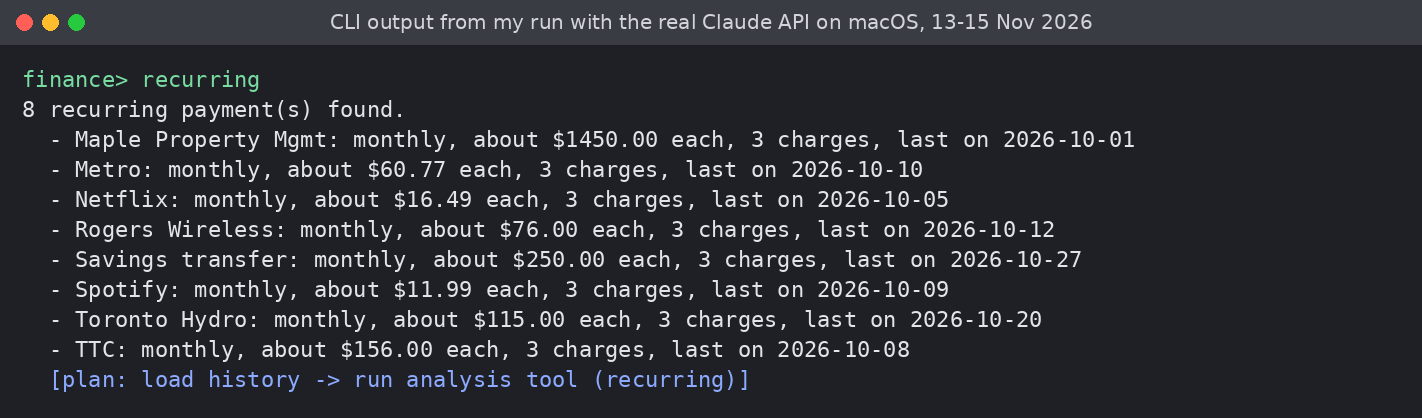 CLI output from my run with the real Claude API on macOS, 13-15 Nov 2026
finance> recurring
8 recurring payment(s) found.
- Maple Property Mgmt: monthly, about $1450.00 each, 3 charges, last on 2026-10-01
- Metro: monthly, about $60.77 each, 3 charges, last on 2026-10-10
- Netflix: monthly, about $16.49 each, 3 charges, last on 2026-10-05
- Rogers Wireless: monthly, about $76.00 each, 3 charges, last on 2026-10-12
- Savings transfer: monthly, about $250.00 each, 3 charges, last on 2026-10-27
- Spotify: monthly, about $11.99 each, 3 charges, last on 2026-10-09
- Toronto Hydro: monthly, about $115.00 each, 3 charges, last on 2026-10-20
- TTC: monthly, about $156.00 each, 3 charges, last on 2026-10-08
[plan: load history -> run analysis tool (recurring)]